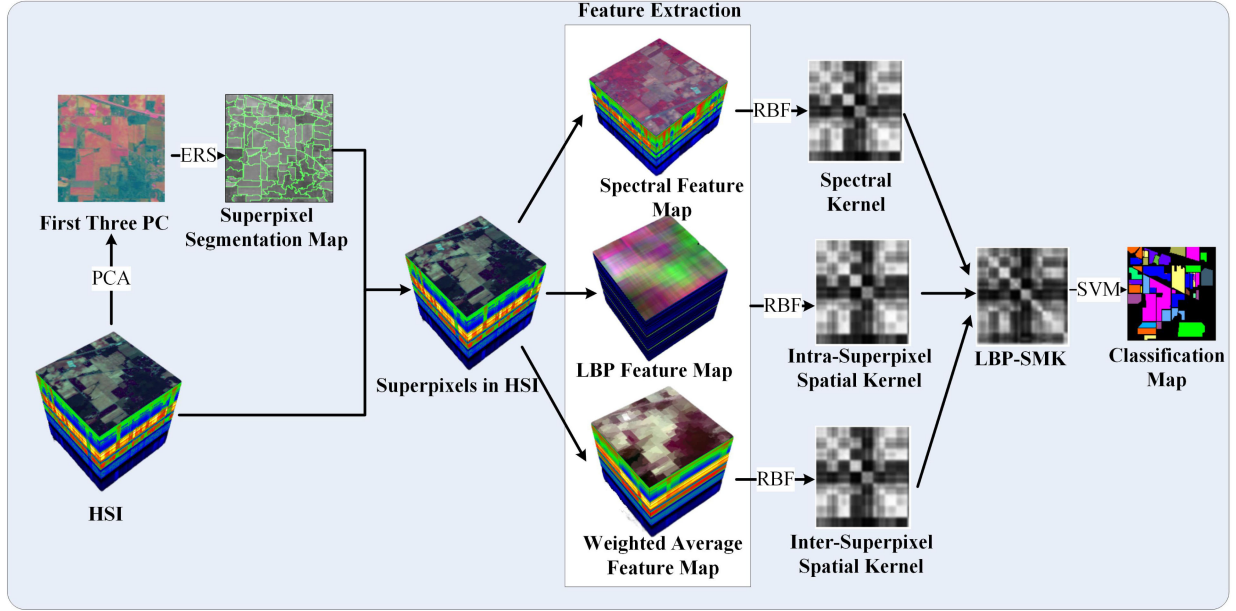 Feature Extraction
First Three PC
PCA
HSI
ERS
Superpixel
Segmentation Map
Superpixels in HSI
Spectral Feature
Map
LBP Feature Map
Weighted Average
Feature Map
RBF
RBF
RBF
Spectral
Kernel
Intra-Superpixel
Spatial Kernel
Inter-Superpixel
Spatial Kernel
LBP-SMK
SVM
Classification
Map